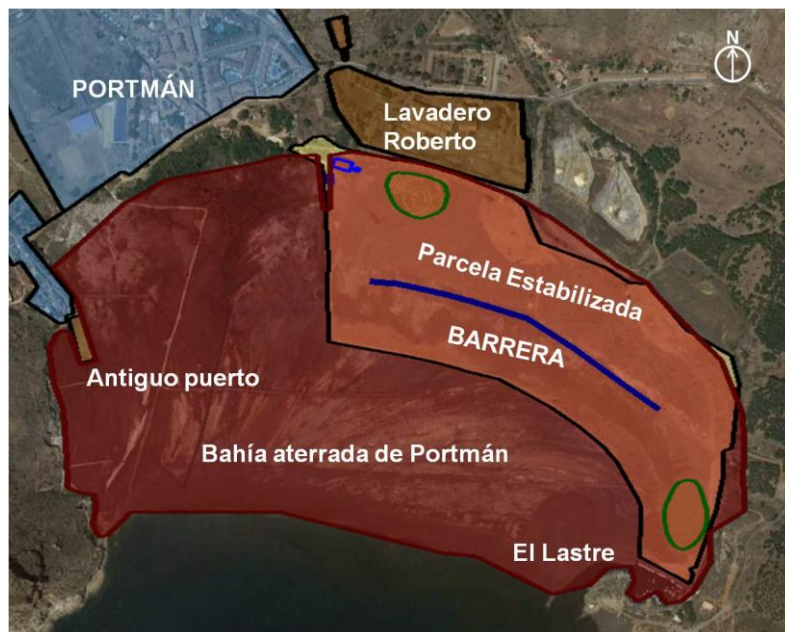 N
PORTMÁN
Lavadero
Roberto
Parcela Estabilizada
BARRERA
Antiguo puerto
Bahía aterrada de Portmán
El Lastre